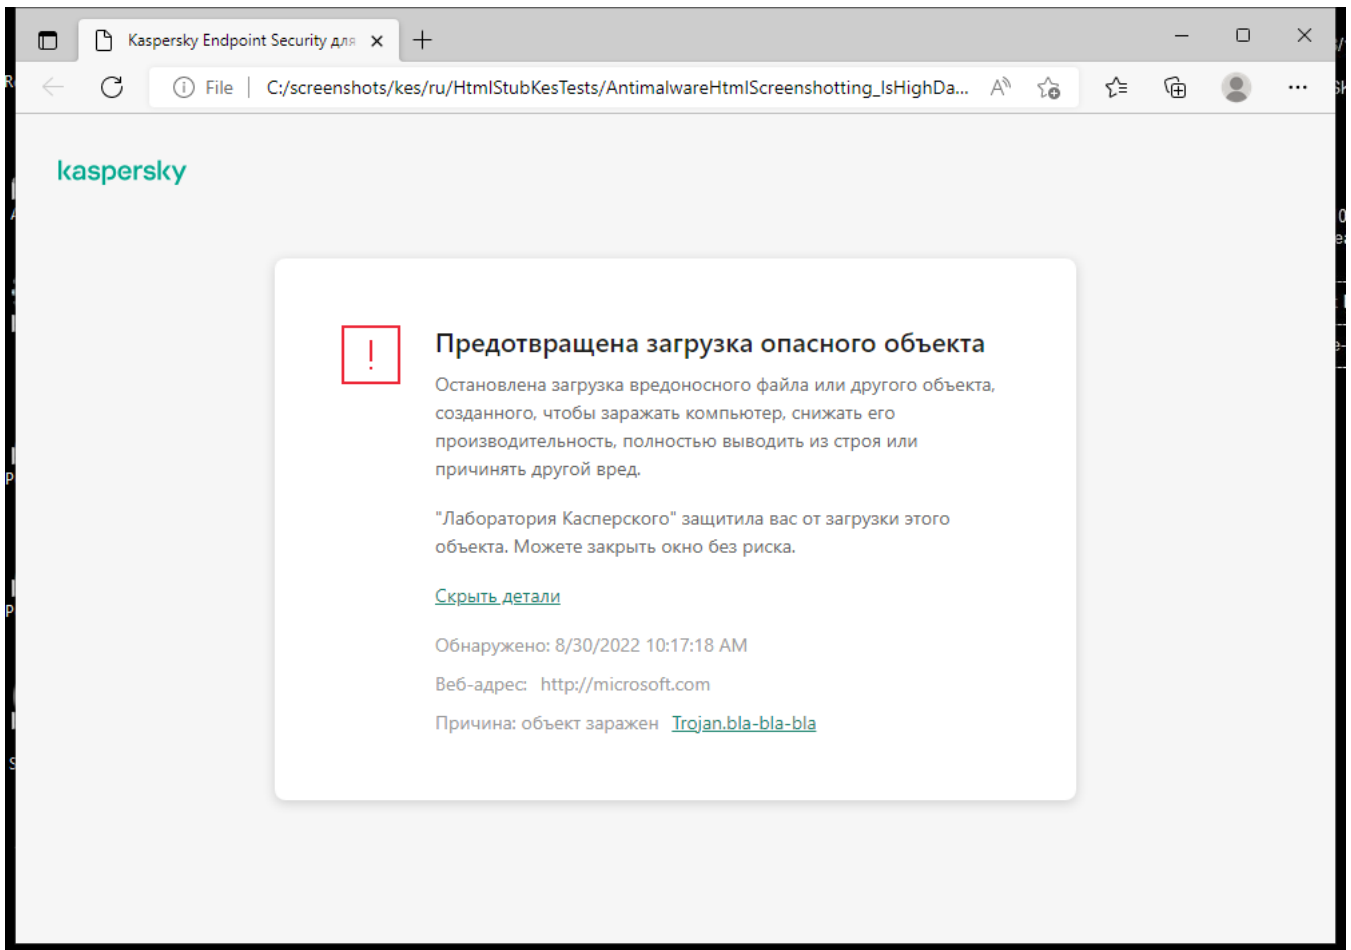 Kaspersky Endpoint Security для
File
C:/screenshots/kes/ru/HtmlStubKesTests/AntimalwareHtmlScreenshotting_IsHighDa...
kaspersky
!
Предотвращена загрузка опасного объекта
Остановлена загрузка вредоносного файла или другого объекта,
созданного, чтобы заражать компьютер, снижать его
производительность, полностью выводить из строя или
причинять другой вред.
"Лаборатория Касперского" защитила вас от загрузки этого
объекта. Можете закрыть окно без риска.
Скрыть детали
Обнаружено: 8/30/2022 10:17:18 AM
Веб-адрес: http://microsoft.com
Причина: объект заражен Trojan.bla-bla-bla